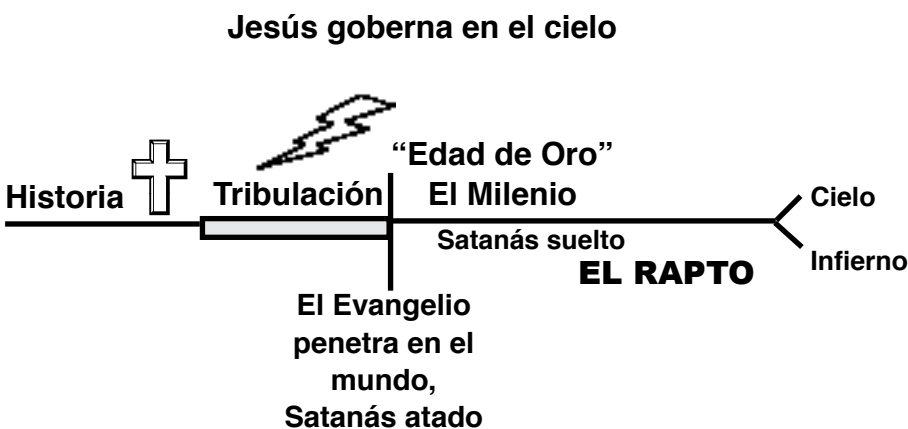 Jesús goberna en el cielo
“Edad de Oro”
Historia
Tribulación
El Milenio
Cielo
Satanás suelto
EL RAPTO
Infierno
El Evangelio
penetra en el
mundo,
Satanás atado